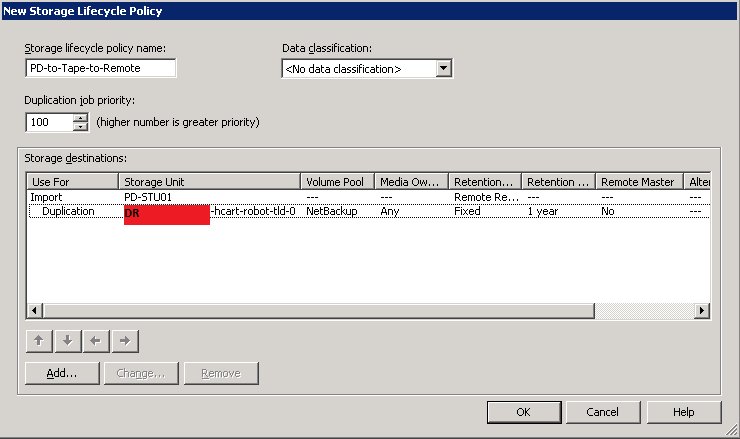 New Storage Lifecycle Policy
Storage lifecycle policy name:
Data classification:
PD-to-Tape-to-Remote
<No data classification>
Duplication job priority:
100
(higher number is greater priority)
Storage destinations:
Use For Storage Unit Volume Pool Media Ow... Retention... Retention ... Remote Master Alter
Import PD-STU01 --- --- Remote Re... --- --- ---
Duplication DR-hcart-robot-tld-0 NetBackup Any Fixed 1 year No ---
Add... Change... Remove
OK Cancel Help